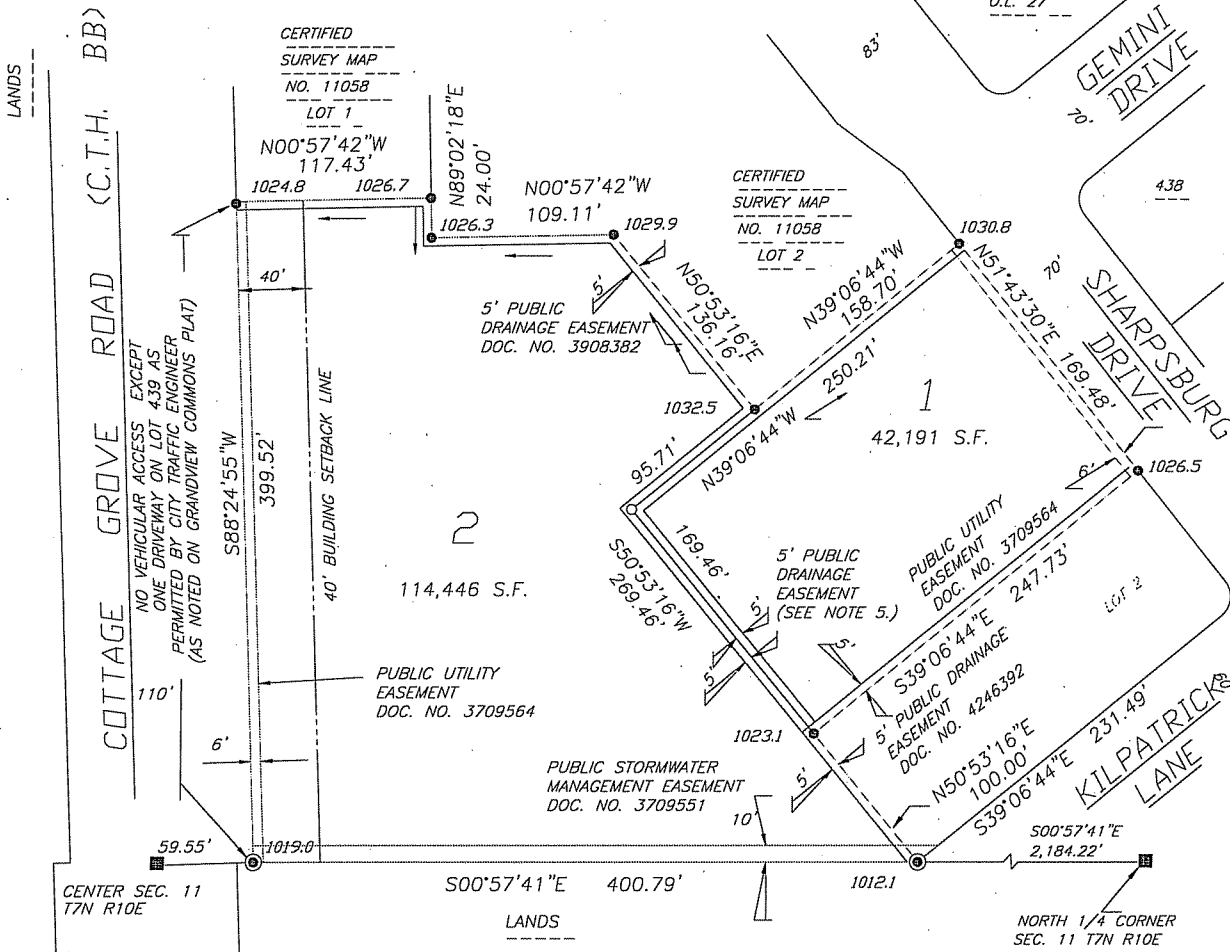 LANDS
COTTAGE GROVE ROAD (C.T.H. BB)
CERTIFIED
SURVEY MAP
NO. 11058
LOT 1
N00°57'42"W
117.43'
N89°02'18"E
24.00'
N00°57'42"W
109.11'
1024.8
1026.7
1026.3
1029.9
CERTIFIED
SURVEY MAP
NO. 11058
LOT 2
83'
O.L. 27
GEMINI
DRIVE
70'
438
1030.8
N51°43'30"E 169.48'
70'
SHARPSBURG
DRIVE
40'
5'
5' PUBLIC
DRAINAGE EASEMENT
DOC. NO. 3908382
N50°53'16"E
136.16'
N39°06'44"W
158.70'
250.21'
N39°06'44"W
1032.5
95.71'
1
42,191 S.F.
6'
1026.5
NO VEHICULAR ACCESS EXCEPT
ONE DRIVEWAY ON LOT 439 AS
PERMITTED BY CITY TRAFFIC ENGINEER
(AS NOTED ON GRANDVIEW COMMONS PLAT)
S88°24'55"W
399.52'
40' BUILDING SETBACK LINE
2
114,446 S.F.
169.46'
S50°53'16"W
269.46'
5' PUBLIC
DRAINAGE
EASEMENT
(SEE NOTE 5.)
5'
5'
PUBLIC UTILITY
EASEMENT
DOC. NO. 3709564
S39°06'44"E 247.73'
5'
5' PUBLIC DRAINAGE
EASEMENT
DOC. NO. 4246392
LOT 2
110'
PUBLIC UTILITY
EASEMENT
DOC. NO. 3709564
6'
1023.1
5'
N50°53'16"E
100.00'
S39°06'44"E 231.49'
KILPATRICK
LANE
60'
PUBLIC STORMWATER
MANAGEMENT EASEMENT
DOC. NO. 3709551
10'
59.55'
1019.0
CENTER SEC. 11
T7N R10E
S00°57'41"E 400.79'
1012.1
LANDS
S00°57'41"E
2,184.22'
NORTH 1/4 CORNER
SEC. 11 T7N R10E